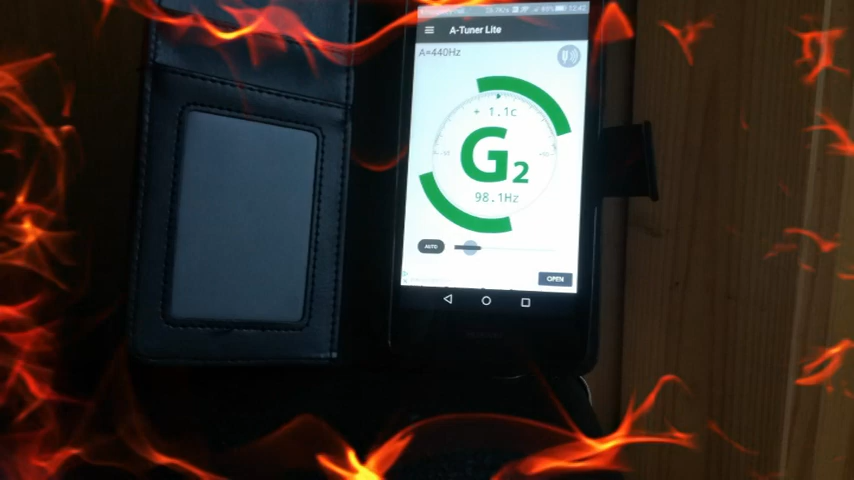 A-Tuner Lite
A=440Hz
+ 1.1c
G2
98.1Hz
AUTO
OPEN